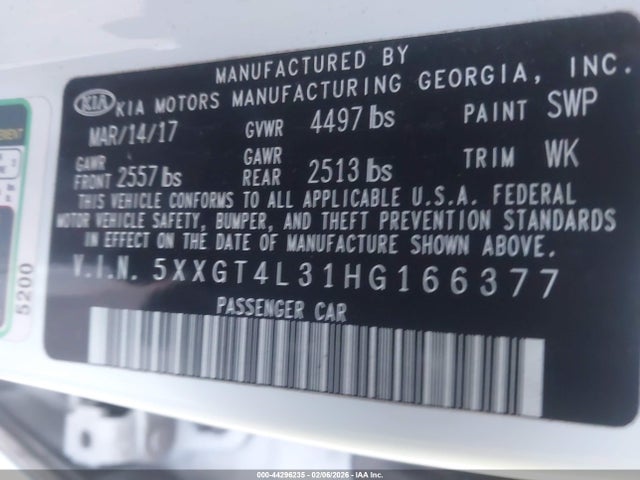 MANUFACTURED BY
KIA KIA MOTORS MANUFACTURING GEORGIA, INC.
MAR/14/17 GVWR 4497 lbs PAINT SWP
GAWR FRONT 2557 lbs GAWR REAR 2513 lbs TRIM WK
THIS VEHICLE CONFORMS TO ALL APPLICABLE U.S.A. FEDERAL
MOTOR VEHICLE SAFETY, BUMPER, AND THEFT PREVENTION STANDARDS
IN EFFECT ON THE DATE OF MANUFACTURE SHOWN ABOVE.
V.I.N. 5XXGT4L31HG166377
PASSENGER CAR
5200
000-44296235 - 02/06/2026 - IAA Inc.